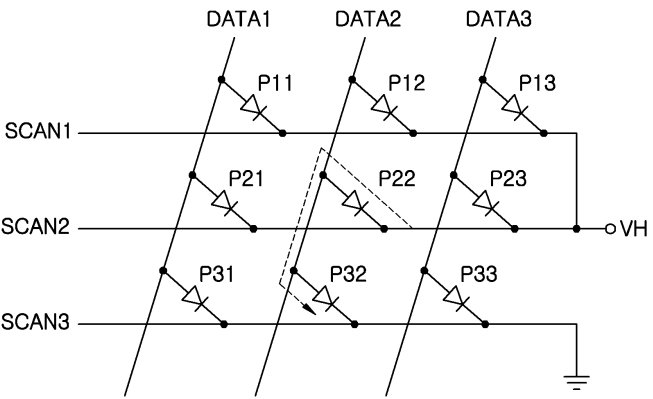 DATA1 DATA2 DATA3
P11 P12 P13
SCAN1
P21 P22 P23
SCAN2 VH
P31 P32 P33
SCAN3